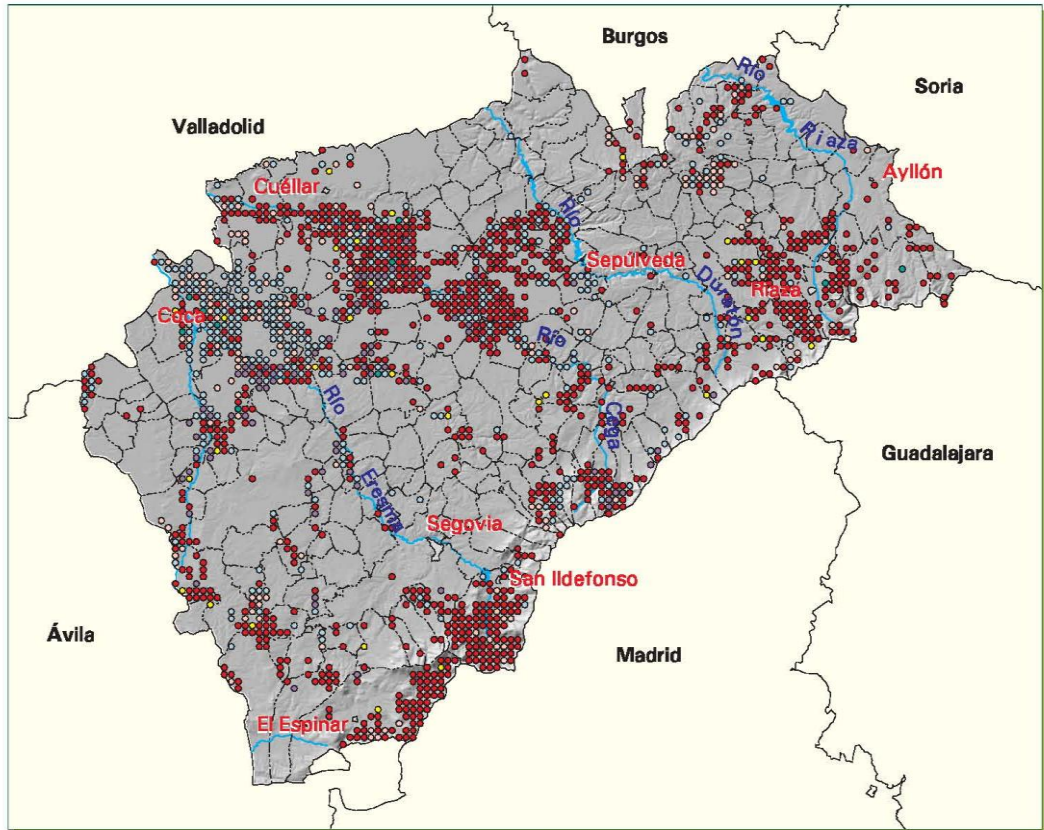 Burgos
Soria
Valladolid
Río
Riaza
Ayllón
Cuéllar
Río
Sepúlveda
Duratón
Riaza
Coca
Río
Río
Cega
Guadalajara
Eresma
Segovia
San Ildefonso
Ávila
Madrid
El Espinar